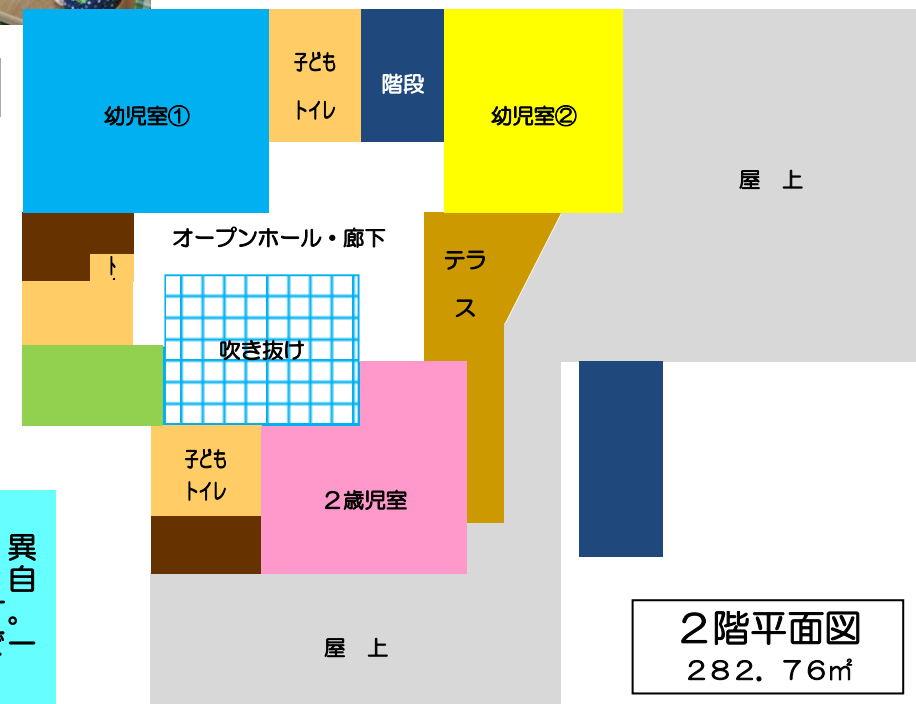 子ども
トイレ
階段
幼児室①
幼児室②
屋　上
オープンホール・廊下
テラ
ス
ト
吹き抜け
子ども
トイレ
２歳児室
異
自
。
一
屋　上
２階平面図
２８２．７６㎡